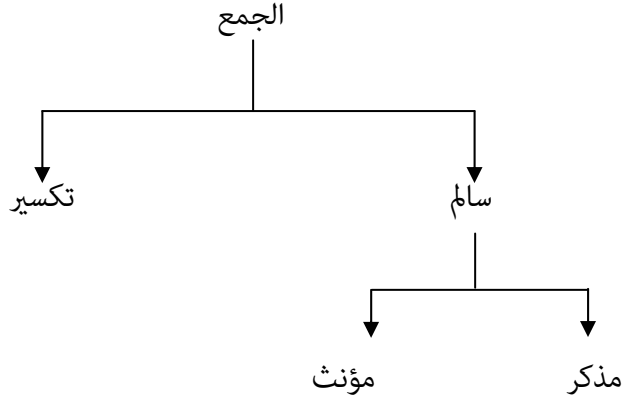 الجمع
سالم
تكسير
مذكر
مؤنث